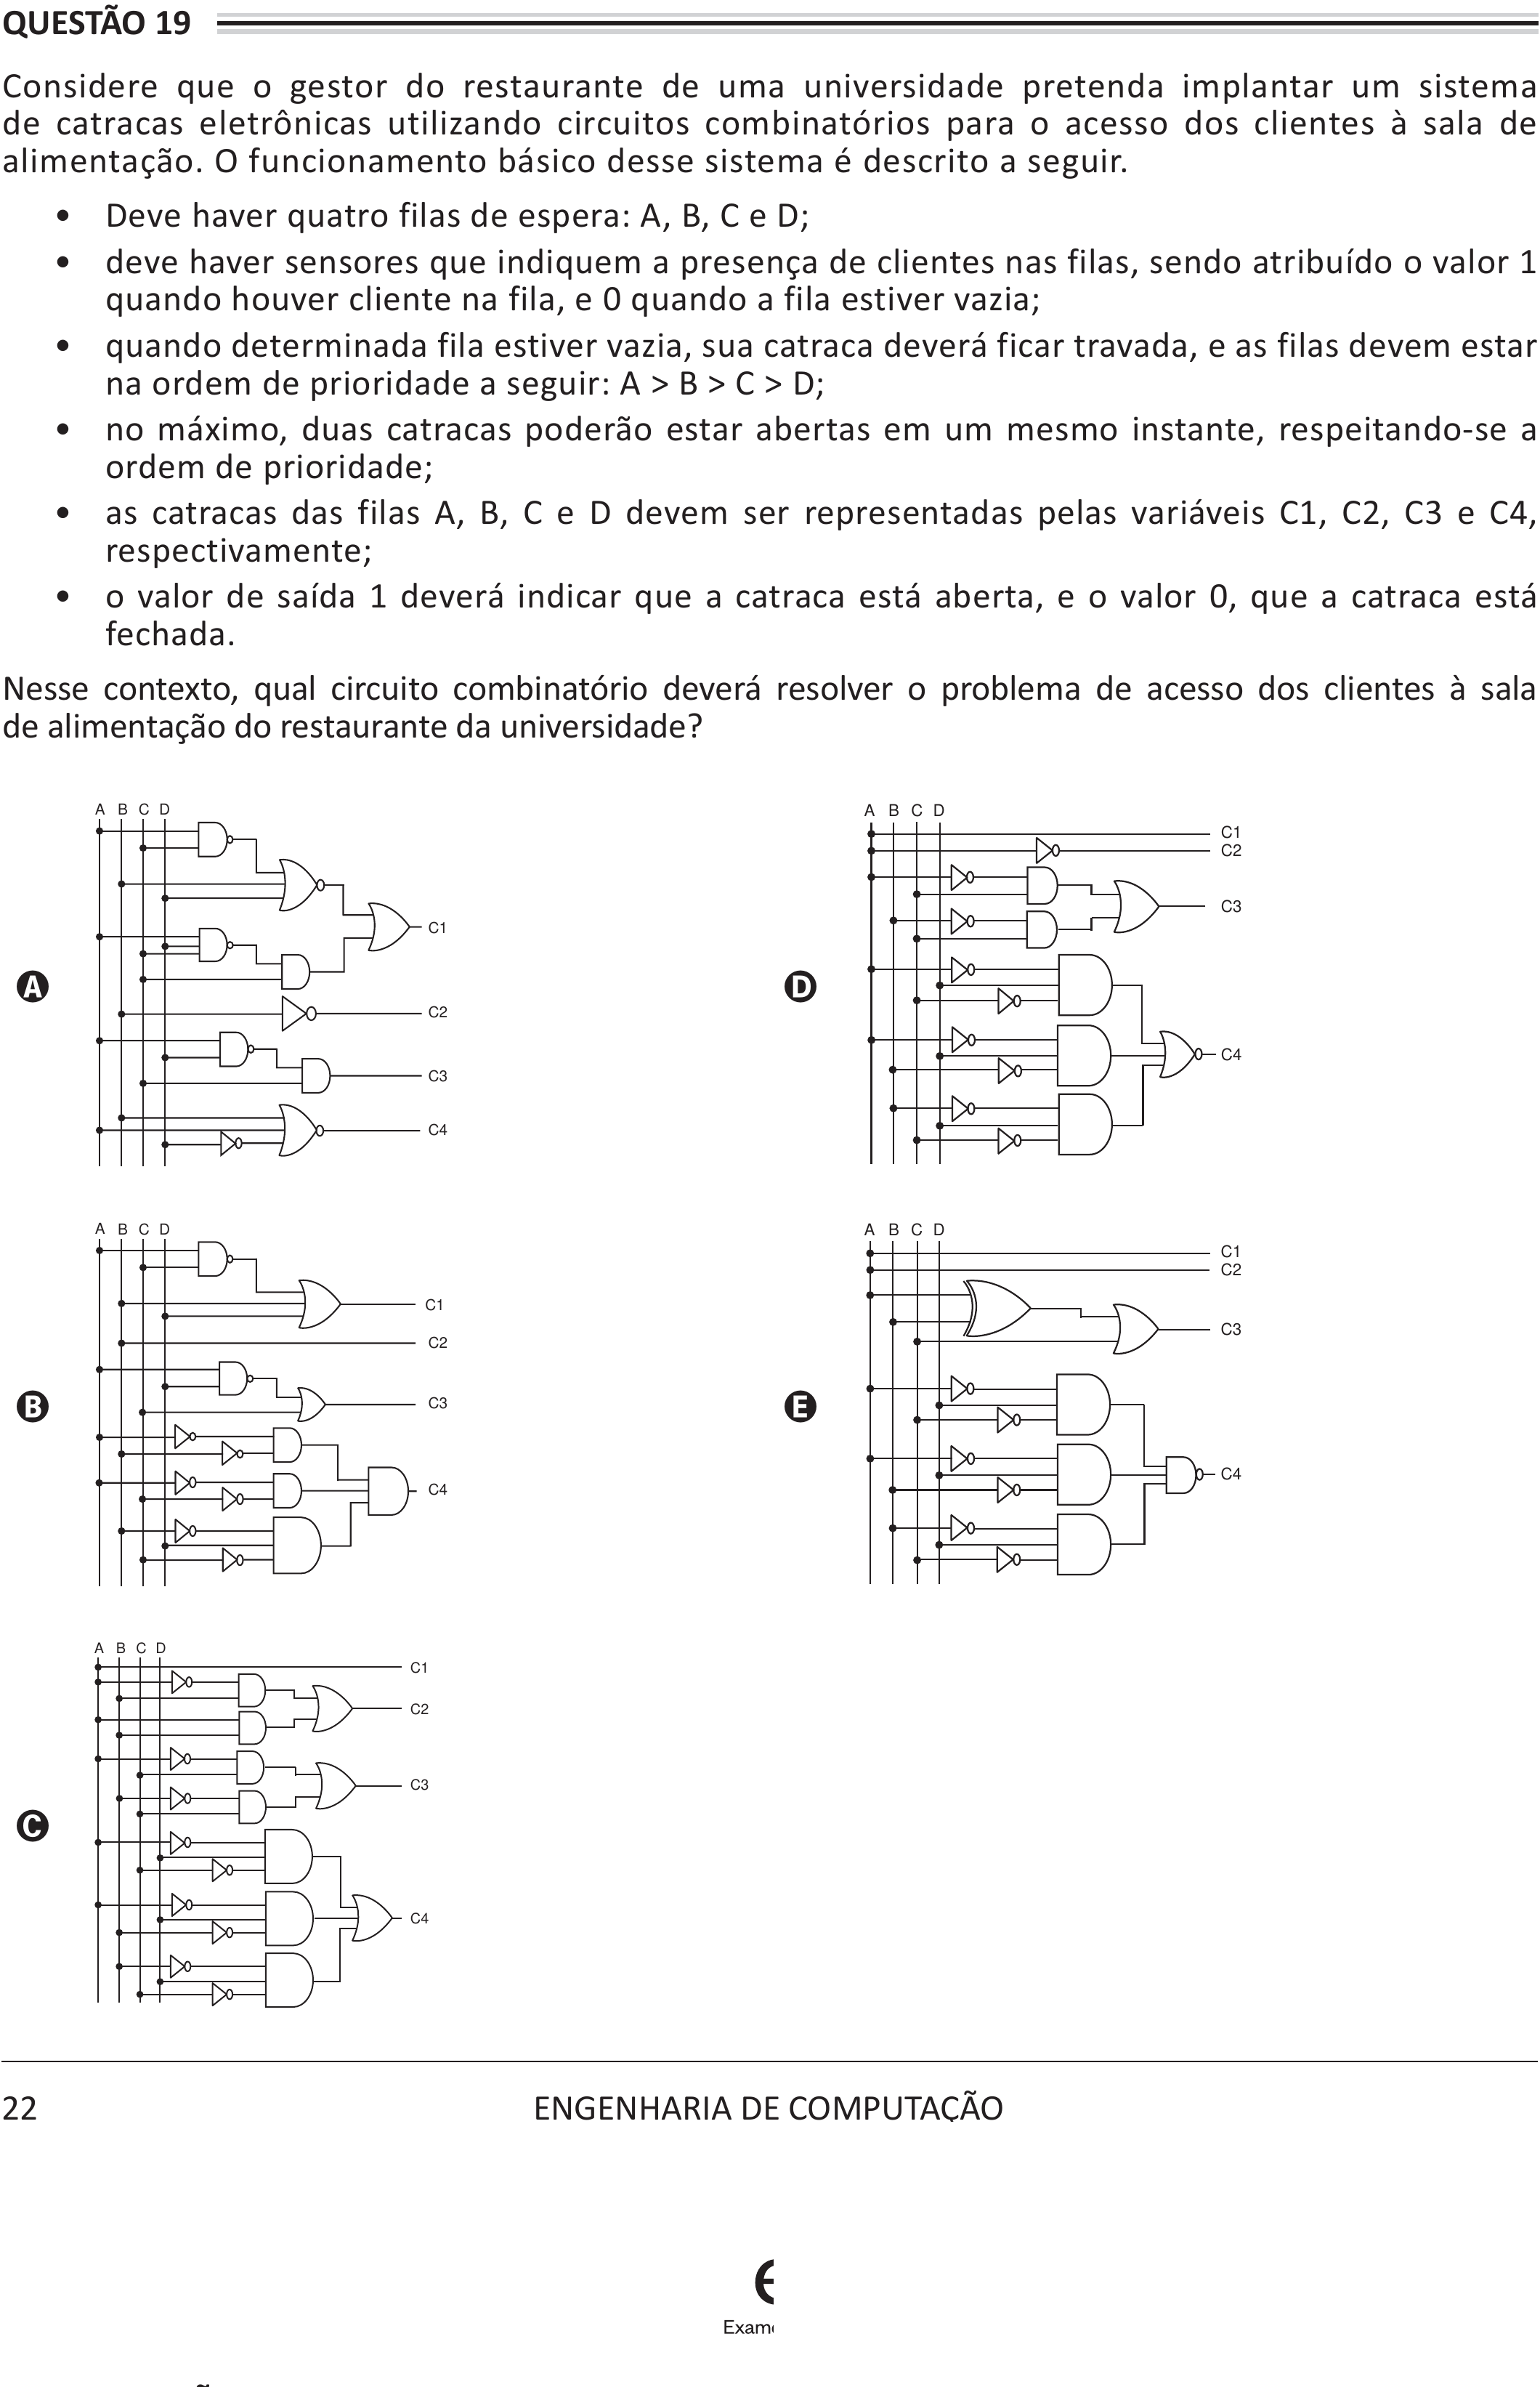 QUESTÃO 19
Considere que o gestor do restaurante de uma universidade pretenda implantar um sistema
de catracas eletrônicas utilizando circuitos combinatórios para o acesso dos clientes à sala de
alimentação. O funcionamento básico desse sistema é descrito a seguir.
• Deve haver quatro filas de espera: A, B, C e D;
• deve haver sensores que indiquem a presença de clientes nas filas, sendo atribuído o valor 1
quando houver cliente na fila, e 0 quando a fila estiver vazia;
• quando determinada fila estiver vazia, sua catraca deverá ficar travada, e as filas devem estar
na ordem de prioridade a seguir: A > B > C > D;
• no máximo, duas catracas poderão estar abertas em um mesmo instante, respeitando-se a
ordem de prioridade;
• as catracas das filas A, B, C e D devem ser representadas pelas variáveis C1, C2, C3 e C4,
respectivamente;
• o valor de saída 1 deverá indicar que a catraca está aberta, e o valor 0, que a catraca está
fechada.
Nesse contexto, qual circuito combinatório deverá resolver o problema de acesso dos clientes à sala
de alimentação do restaurante da universidade?
A
A B C D
C1
C2
C3
C4
B
A B C D
C1
C2
C3
C4
C
A B C D
C1
C2
C3
C4
D
A B C D
C1
C2
C3
C4
E
A B C D
C1
C2
C3
C4
22
ENGENHARIA DE COMPUTAÇÃO